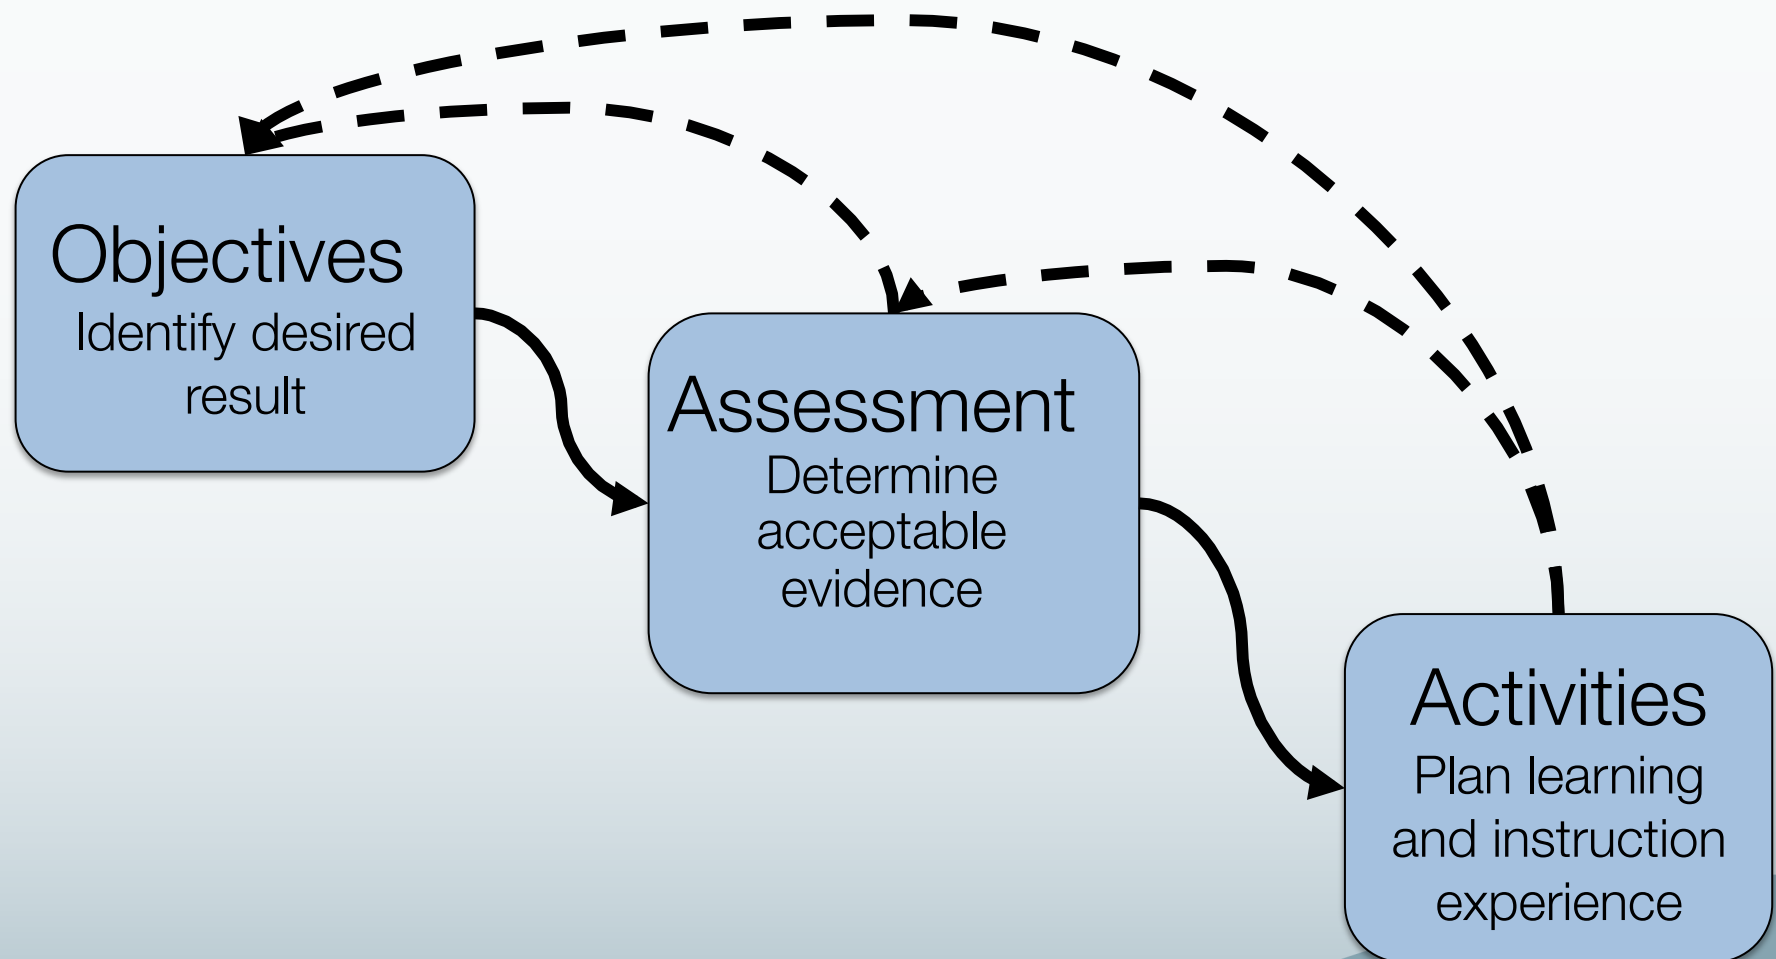 Objectives
Identify desired
result
Assessment
Determine
acceptable
evidence
Activities
Plan learning
and instruction
experience